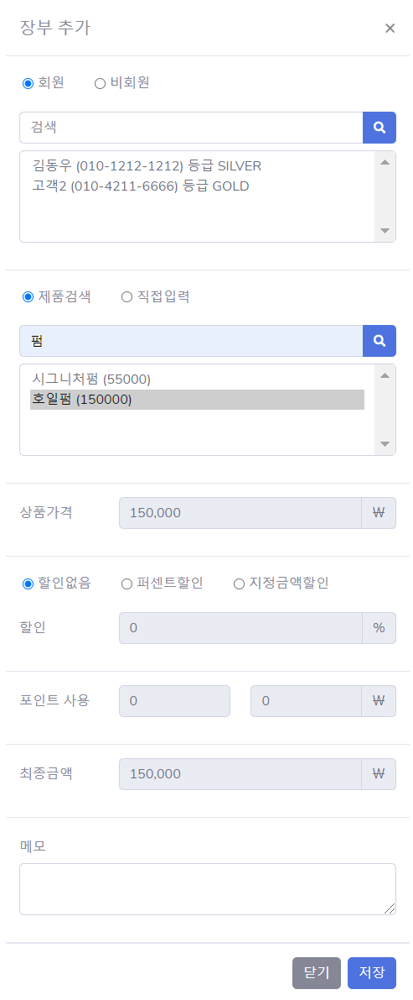 장부 추가 ×
회원 비회원
검색
김동우 (010-1212-1212) 등급 SILVER
고객2 (010-4211-6666) 등급 GOLD
제품검색 직접입력
펌
시그니처펌 (55000)
호일펌 (150000)
상품가격 150,000 ₩
할인없음 퍼센트할인 지정금액할인
할인 0 %
포인트 사용 0 0 ₩
최종금액 150,000 ₩
메모
닫기 저장